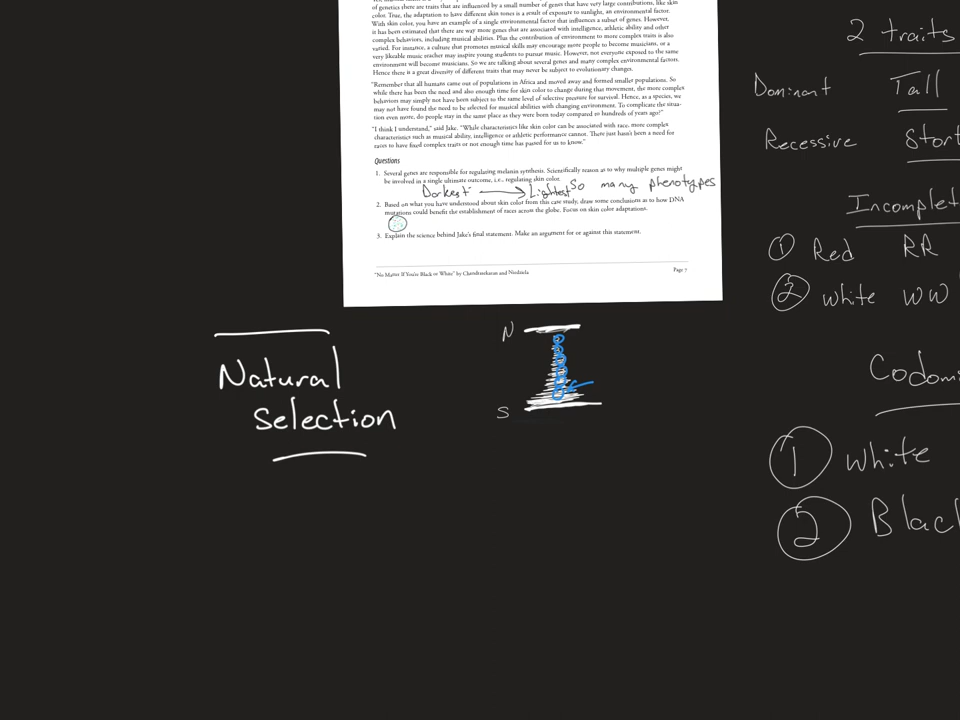 of genetics there are traits that are influenced by a small number of genes that have very large contributions, like skin
color. True, the adaptation to have different skin tones is a result of exposure to sunlight, an environmental factor.
With skin color, you have an example of a single environmental factor that influences a subset of genes. However,
it has been estimated that there are way more genes that are associated with intelligence, athletic ability and other
complex behaviors, including musical abilities. Plus the contribution of environment to more complex traits is also
varied. For instance, a culture that promotes musical skills may encourage more people to become musicians, or a
very likeable music teacher may inspire young students to pursue music. However, not everyone exposed to the same
environment will become musicians. So we are talking about several genes and many complex environmental factors.
Hence there is a great diversity of different traits that may never be subject to evolutionary changes.
"Remember that all humans came out of populations in Africa and moved away and formed smaller populations. So
while there has been the need and also enough time for skin color to change during that movement, the more complex
behaviors may simply not have been subject to the same level of selective pressure for survival. Hence, as a species, we
may not have found the need to be selected for musical abilities with changing environment. To complicate the situa-
tion even more, do people stay in the same place as they were born today compared to hundreds of years ago?"
"I think I understand," said Jake. "While characteristics like skin color can be associated with race, more complex
characteristics such as musical ability, intelligence or athletic performance cannot. There just hasn't been a need for
races to have fixed complex traits or not enough time has passed for us to know."
Questions
1. Several genes are responsible for regulating melanin synthesis. Scientifically reason as to why multiple genes might
be involved in a single ultimate outcome, i.e., regulating skin color.
Darkest → Lightest so many phenotypes
2. Based on what you have understood about skin color from this case study, draw some conclusions as to how DNA
mutations could benefit the establishment of races across the globe. Focus on skin color adaptations.
3. Explain the science behind Jake's final statement. Make an argument for or against this statement.
"No Matter If You're Black or White" by Chandrasekaran and Nusbaula
Page 7
Natural
Selection
N
S
2 traits
Dominant Tall
Recessive Short
Incomplet
① Red RR
② White WW
Codomi
① White
② Blac